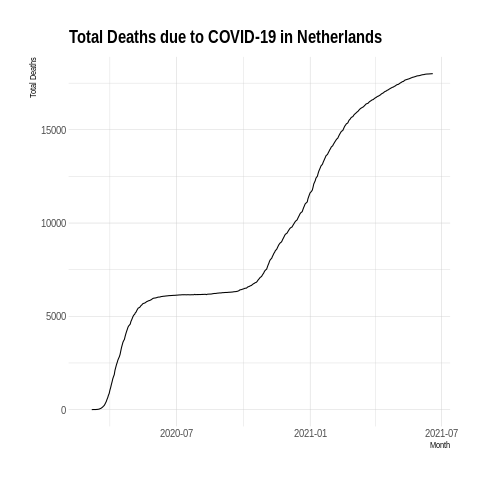 Total Deaths due to COVID-19 in Netherlands
Total Deaths
15000
10000
5000
0
2020-07 2021-01 2021-07
Month